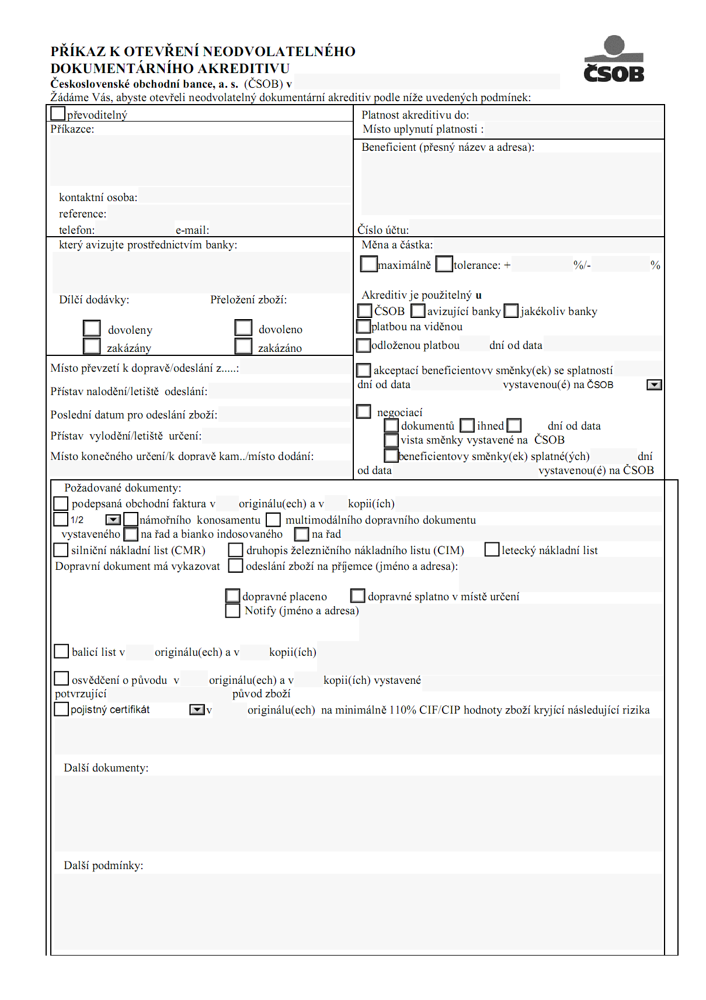 PŘÍKAZ K OTEVŘENÍ NEODVOLATELNÉHO
DOKUMENTÁRNÍHO AKREDITIVU
ČSOB
Československé obchodní bance, a. s. (ČSOB) v
Žádáme Vás, abyste otevřeli neodvolatelný dokumentární akreditiv podle níže uvedených podmínek:
převoditelný
Příkazce:
kontaktní osoba:
reference:
telefon: e-mail:
Platnost akreditivu do:
Místo uplynutí platnosti :
Beneficient (přesný název a adresa):
Číslo účtu:
který avizujte prostřednictvím banky:
Dílčí dodávky: Přeložení zboží:
dovoleny dovoleno
zakázány zakázáno
Místo převzetí k dopravě/odeslání z.....:
Přístav nalodění/letiště odeslání:
Poslední datum pro odeslání zboží:
Přístav vylodění/letiště určení:
Místo konečného určení/k dopravě kam../místo dodání:
Měna a částka:
maximálně tolerance: + %/- %
Akreditiv je použitelný u
ČSOB avizující banky jakékoliv banky
platbou na viděnou
odloženou platbou dní od data
akceptací beneficientovy směnky(ek) se splatností
dní od data vystavenou(é) na ČSOB
negociací
dokumentů ihned dní od data
vista směnky vystavené na ČSOB
beneficientovy směnky(ek) splatné(ých) dní
od data vystavenou(é) na ČSOB
Požadované dokumenty:
podepsaná obchodní faktura v originálu(ech) a v kopii(ích)
1/2 námořního konosamentu multimodálního dopravního dokumentu
vystaveného na řad a bianko indosovaného na řad
silniční nákladní list (CMR) druhopis železničního nákladního listu (CIM) letecký nákladní list
Dopravní dokument má vykazovat odeslání zboží na příjemce (jméno a adresa):
dopravné placeno dopravné splatno v místě určení
Notify (jméno a adresa)
balicí list v originálu(ech) a v kopii(ích)
osvědčení o původu v originálu(ech) a v kopii(ích) vystavené
potvrzující původ zboží
pojistný certifikát v originálu(ech) na minimálně 110% CIF/CIP hodnoty zboží kryjící následující rizika
Další dokumenty:
Další podmínky: